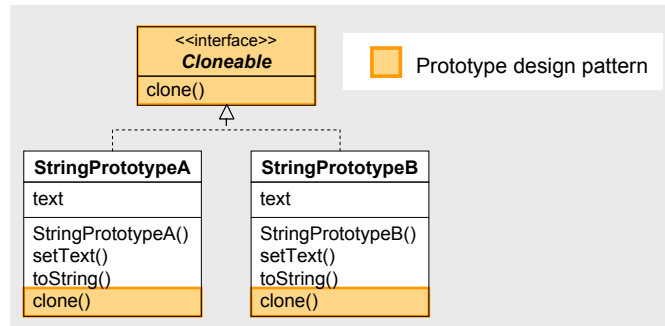 <<interface>>
Cloneable
clone()
Prototype design pattern
StringPrototypeA
text
StringPrototypeA()
setText()
toString()
clone()
StringPrototypeB
text
StringPrototypeB()
setText()
toString()
clone()